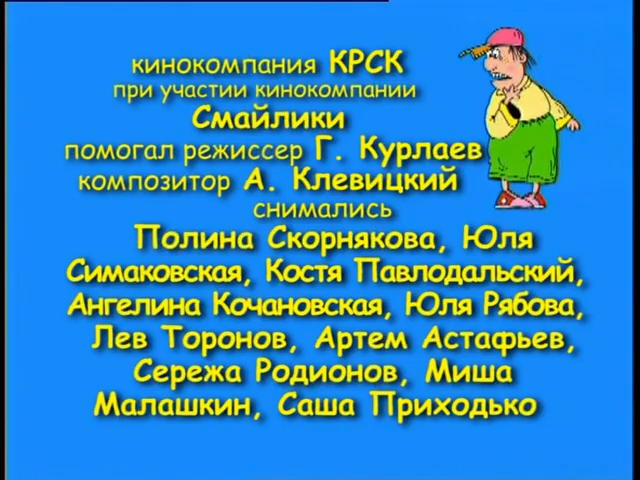 кинокомпания КРСК
при участии кинокомпании
Смайлики
помогал режиссер Г. Курлаев
композитор А. Клевицкий
снимались
Полина Скорнякова, Юля
Симаковская, Костя Павлодальский,
Ангелина Кочановская, Юля Рябова,
Лев Торонов, Артем Астафьев,
Сережа Родионов, Миша
Малашкин, Саша Приходько